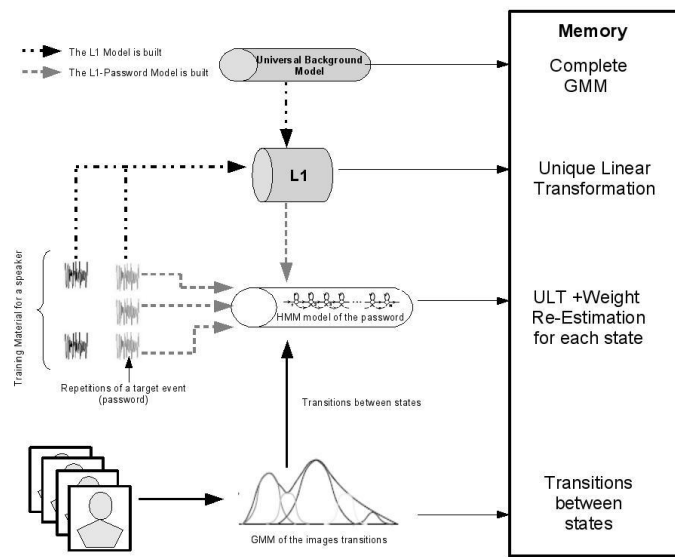 The L1 Model is built
The L1-Password Model is built
Universal Background
Model
Memory
Complete
GMM
L1
Unique Linear
Transformation
Training Material for a speaker
HMM model of the password
ULT +Weight
Re-Estimation
for each state
Repetitions of a target event
(password)
Transitions between states
GMM of the images transitions
Transitions
between
states